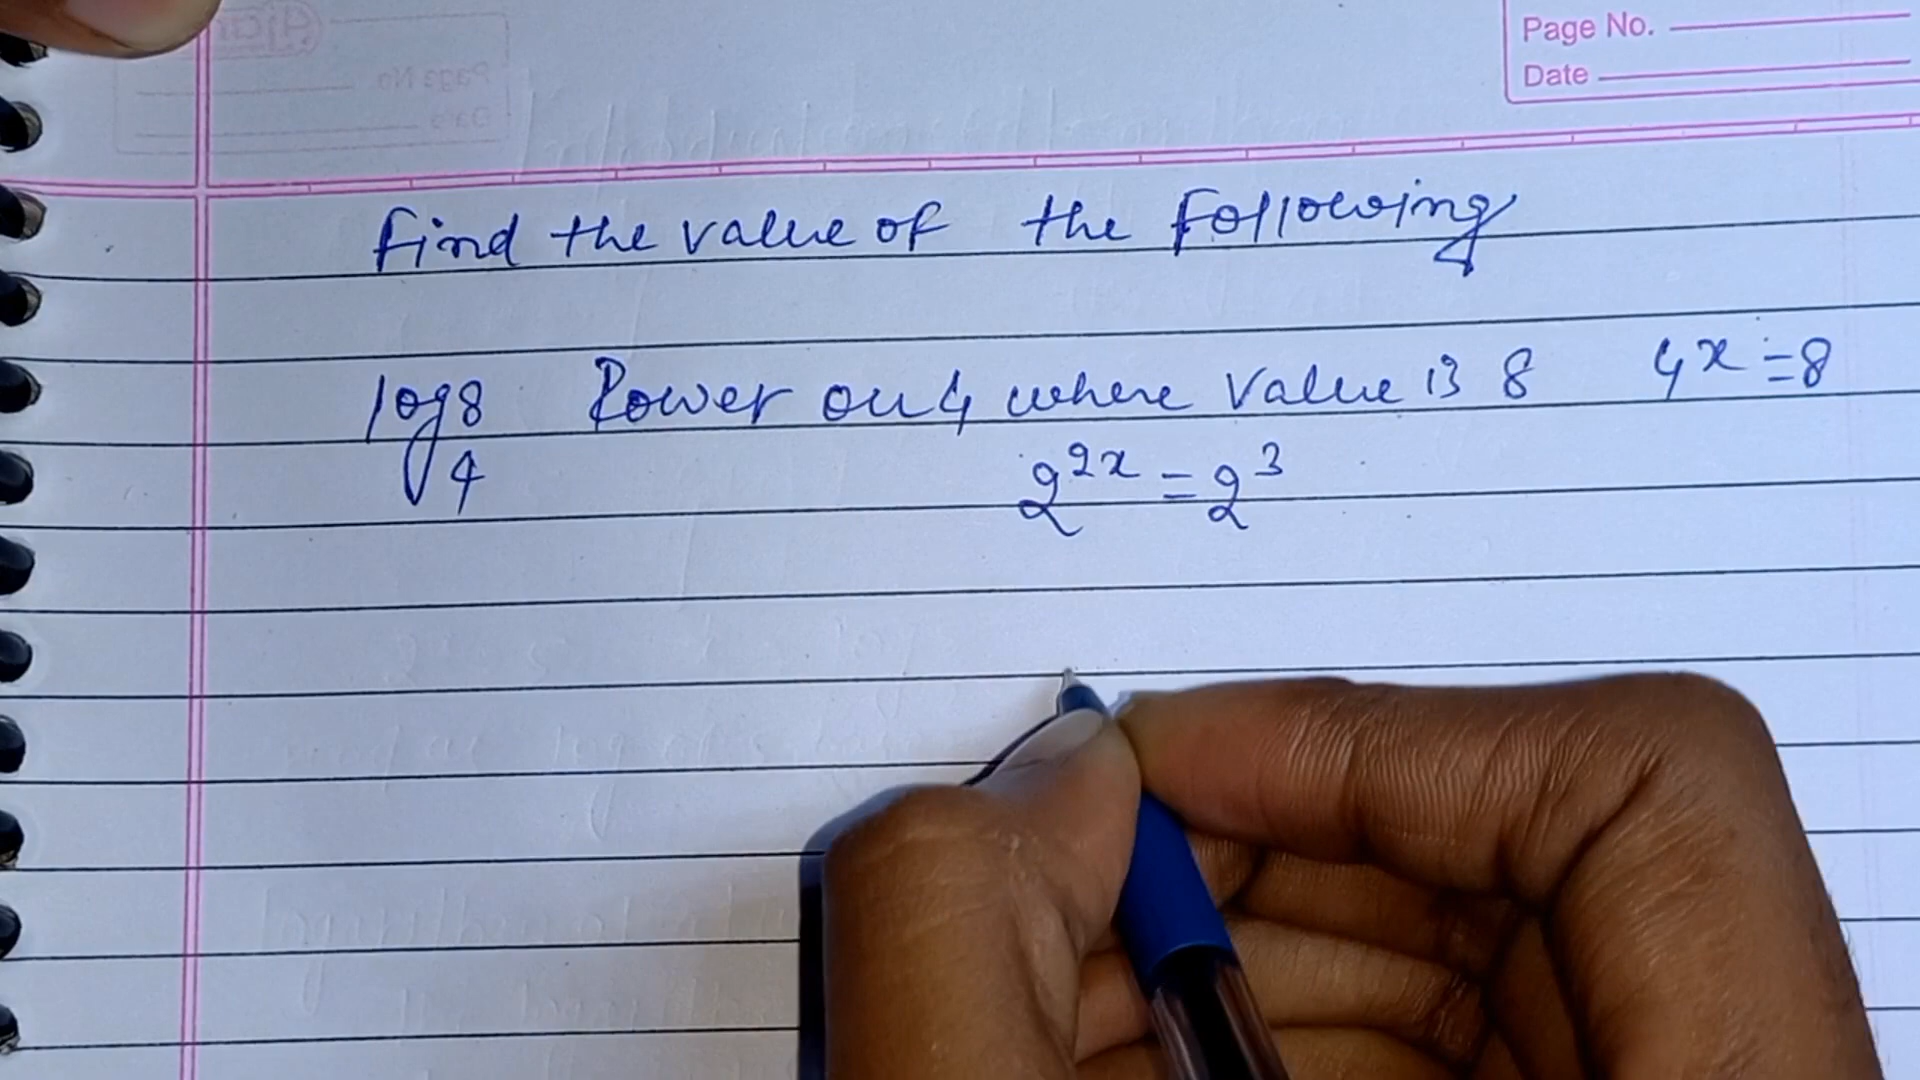 Page No.
Date
find the value of the following
log₄8 Power on 4 where value is 8 4ˣ = 8
2²ˣ = 2³